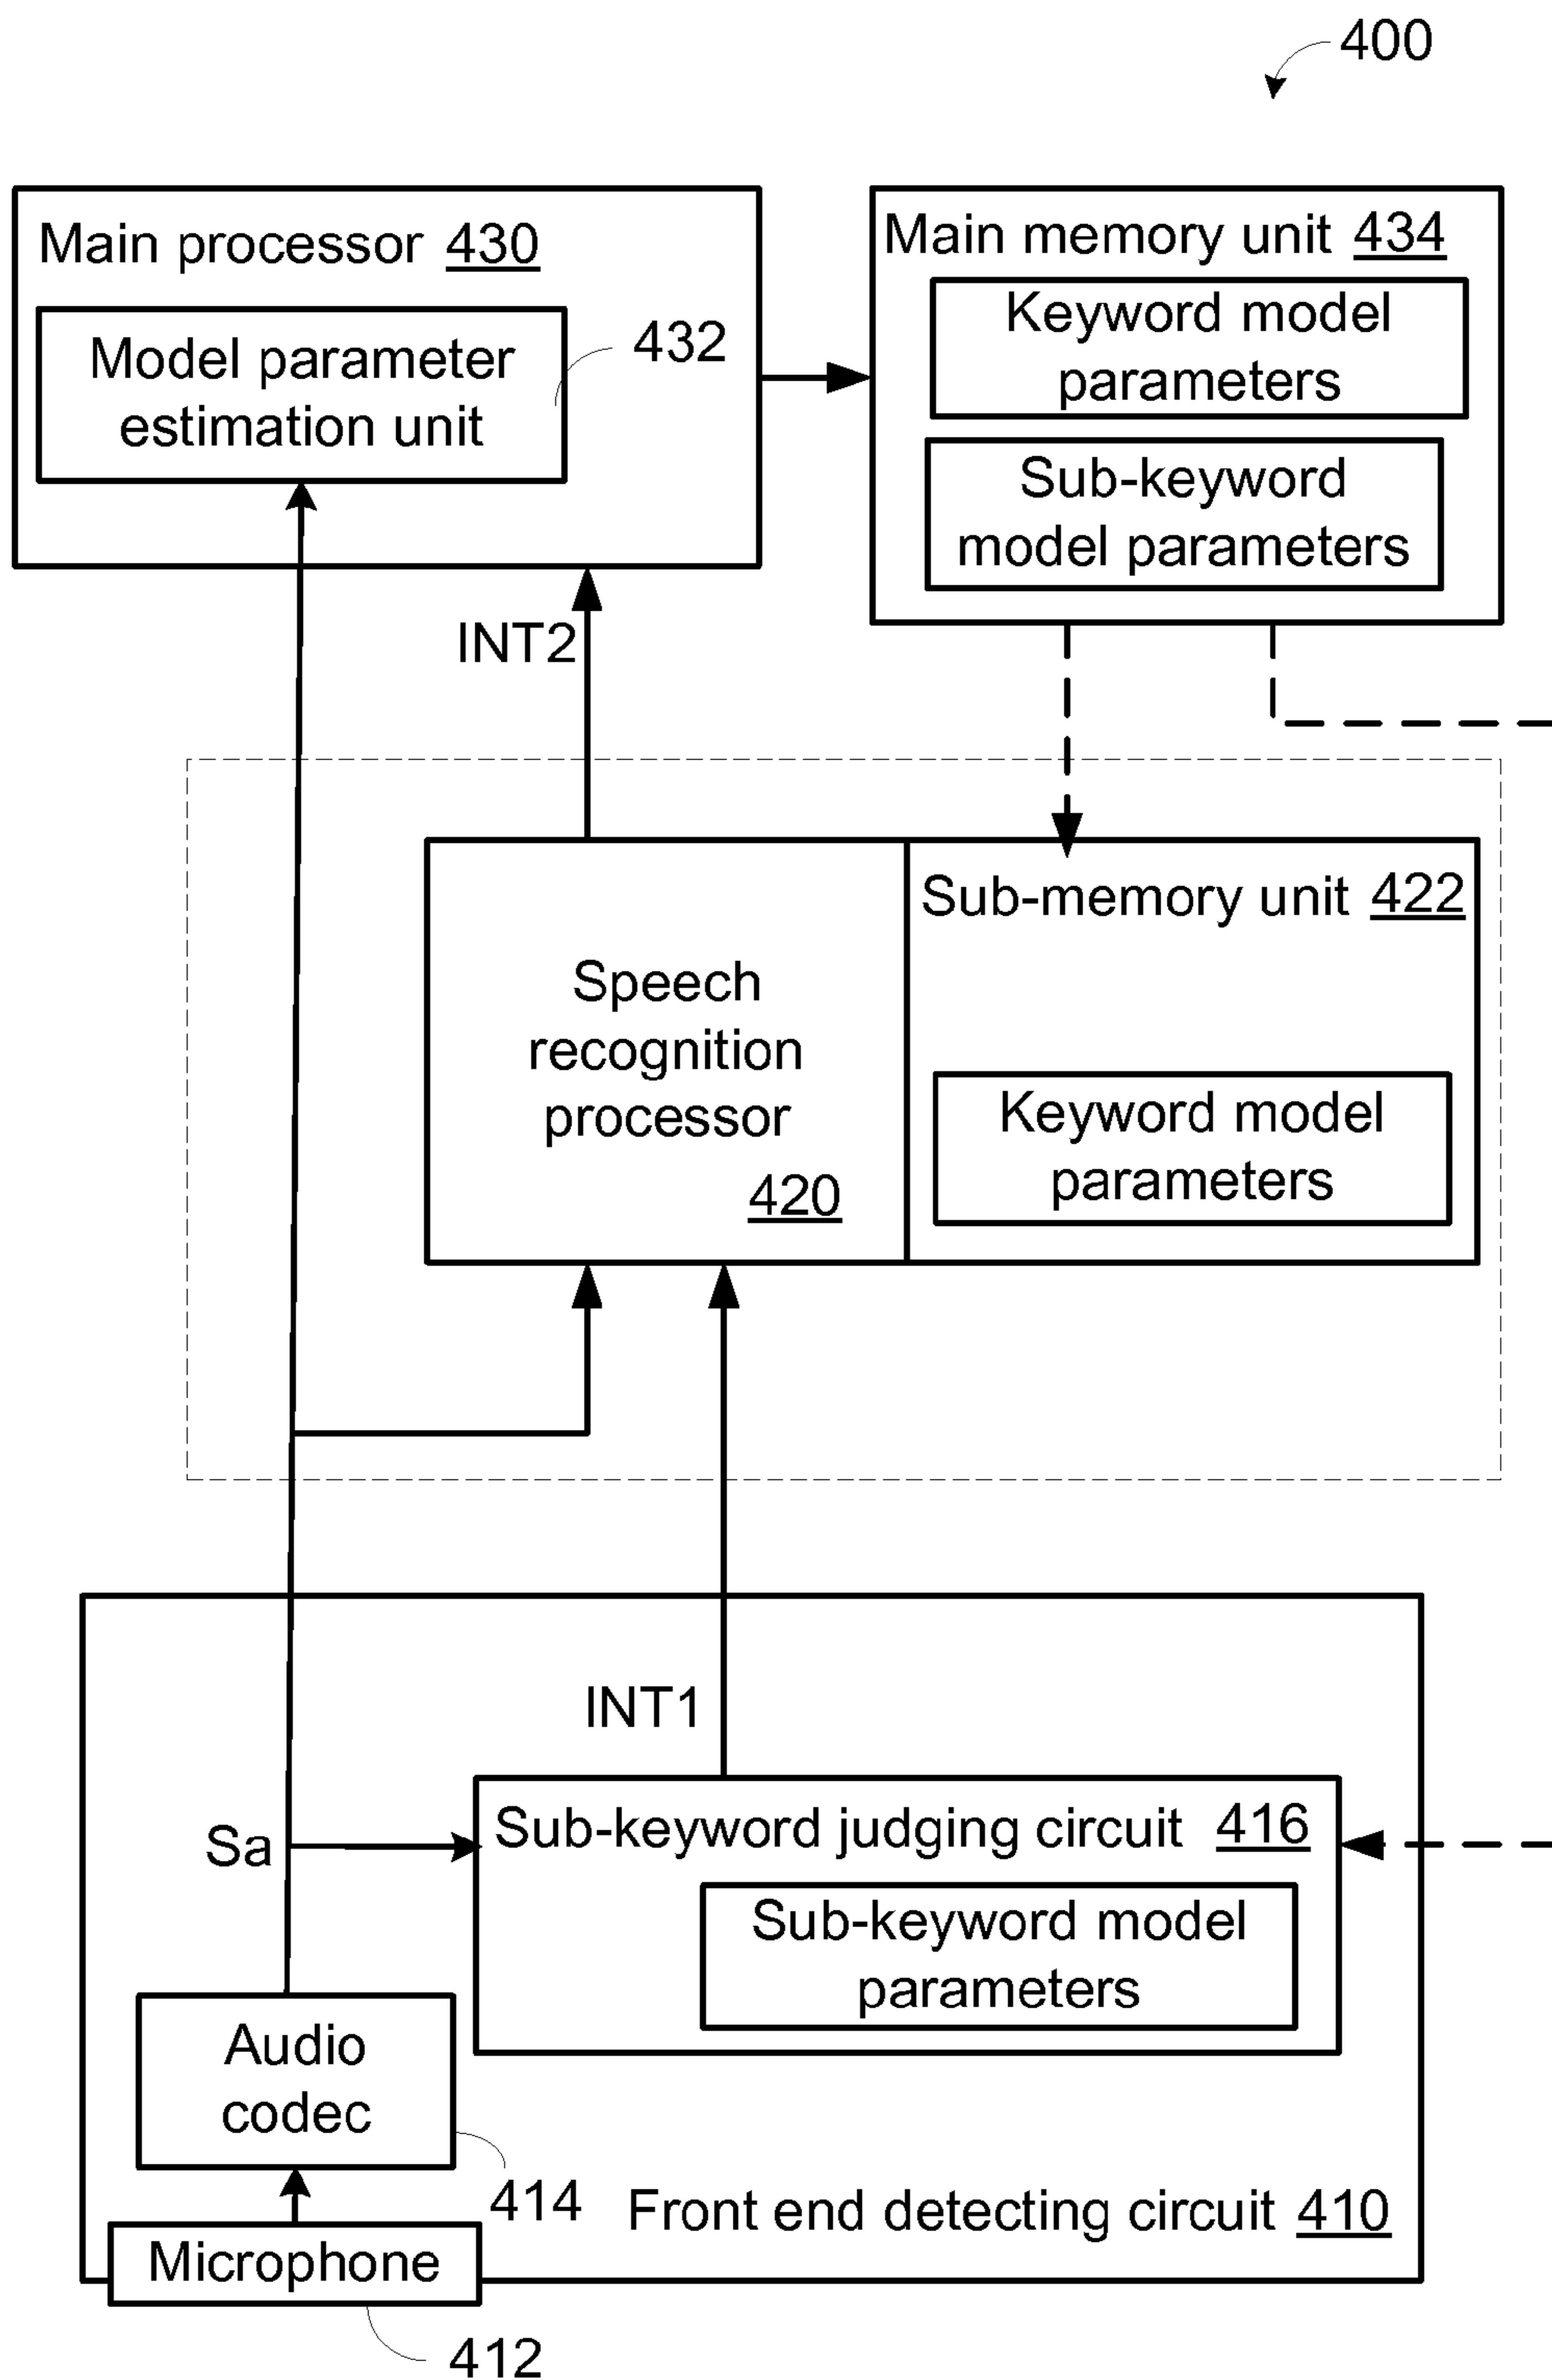 400
Main processor 430
Model parameter
estimation unit
432
Main memory unit 434
Keyword model
parameters
Sub-keyword
model parameters
INT2
Speech
recognition
processor
420
Sub-memory unit 422
Keyword model
parameters
INT1
Sa
Sub-keyword judging circuit 416
Sub-keyword model
parameters
Audio
codec
414
Front end detecting circuit 410
Microphone
412